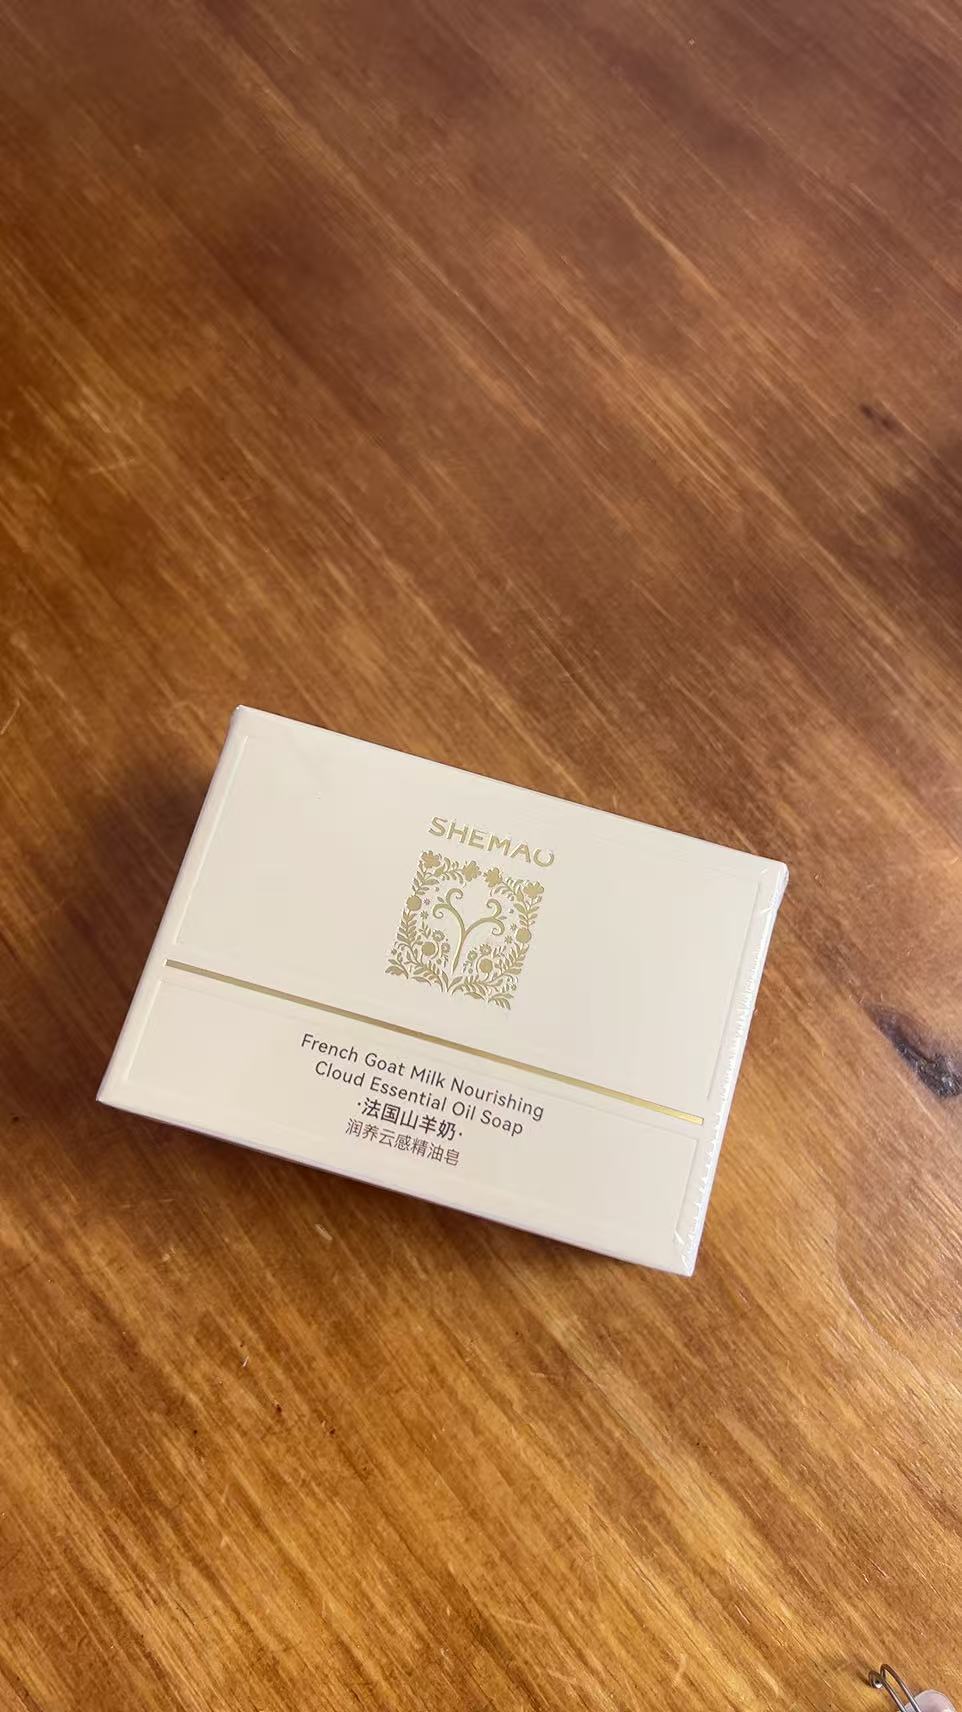 SHEMAO
French Goat Milk Nourishing
Cloud Essential Oil Soap
·法国山羊奶·
润养云感精油皂